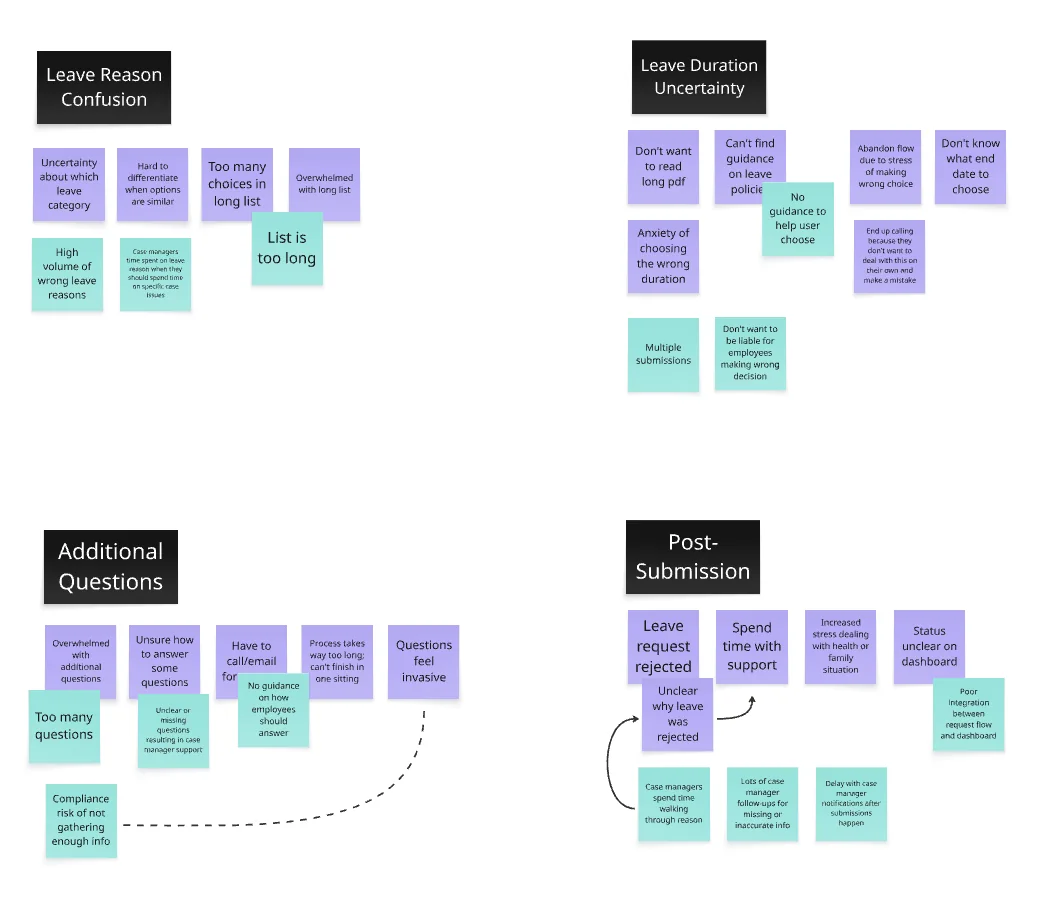 Leave Reason
Confusion
Uncertainty
about which
leave
category
Hard to
differentiate
when options
are similar
Too many
choices in
long list
Overwhelmed
with long list
List is
too long
High
volume of
wrong leave
reasons
Case managers
time spent on leave
reason when they
should spend time
on specific case
issues
Leave Duration
Uncertainty
Don't want
to read
long pdf
Can't find
guidance
on leave
policie
No
guidance to
help user
choose
Abandon flow
due to stress
of making
wrong choice
Don't know
what end
date to
choose
Anxiety of
choosing
the wrong
duration
End up calling
because they
don't want to
deal with this on
their own and
make a mistake
Multiple
submissions
Don't want to
be liable for
employees
making wrong
decision
Additional
Questions
Overwhelmed
with
additional
questions
Unsure how
to answer
some
questions
Have to
call/email
for
Process takes
way too long;
can't finish in
one sitting
Questions
feel
invasive
Too many
questions
Unclear or
missing
questions
resulting in case
manager support
No guidance
on how
employees
should
answer
Compliance
risk of not
gathering
enough info
Post-
Submission
Leave
request
rejected
Spend
time with
support
Increased
stress dealing
with health or
family
situation
Status
unclear on
dashboard
Unclear
why leave
was
rejected
Poor
integration
between
request flow
and dashboard
Case managers
spend time
walking
through reason
Lots of case
manager
follow-ups for
missing or
inaccurate info
Delay with case
manager
notifications after
submissions
happen